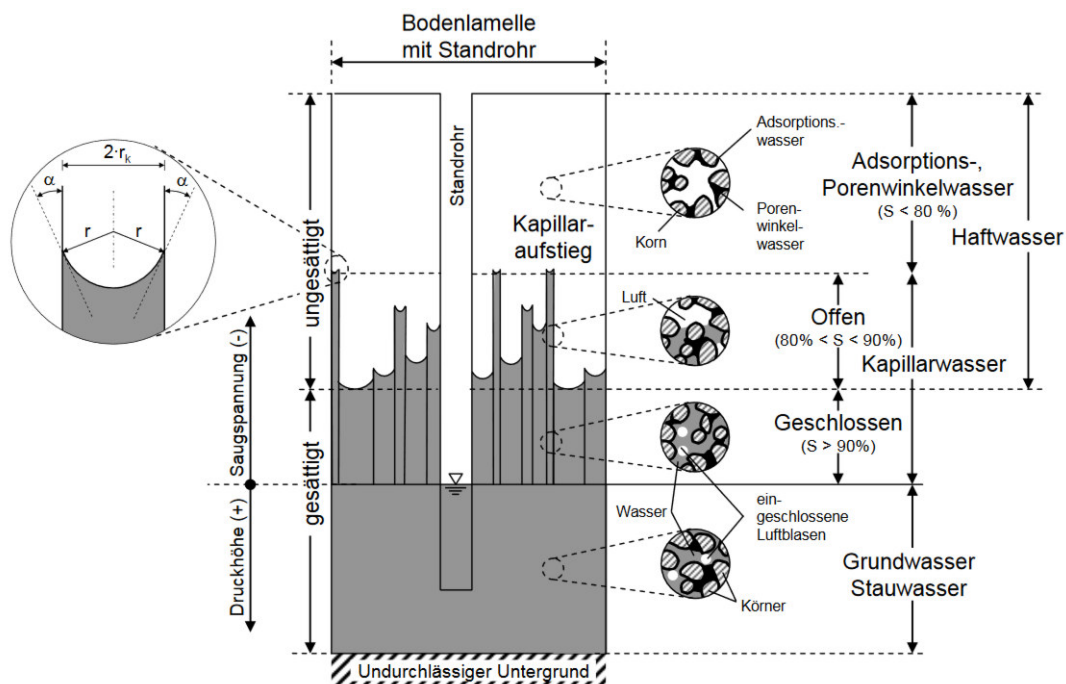 Bodenlamelle
mit Standrohr
2·rₖ
α
α
r
r
Standrohr
Kapillar-
aufstieg
ungesättigt
gesättigt
Saugspannung (-)
Druckhöhe (+)
Adsorptions.-
wasser
Poren-
winkel-
wasser
Korn
Luft
Wasser
ein-
geschlossene
Luftblasen
Körner
Adsorptions-,
Porenwinkelwasser
(S < 80 %)
Haftwasser
Offen
(80% < S < 90%)
Kapillarwasser
Geschlossen
(S > 90%)
Grundwasser
Stauwasser
Undurchlässiger Untergrund